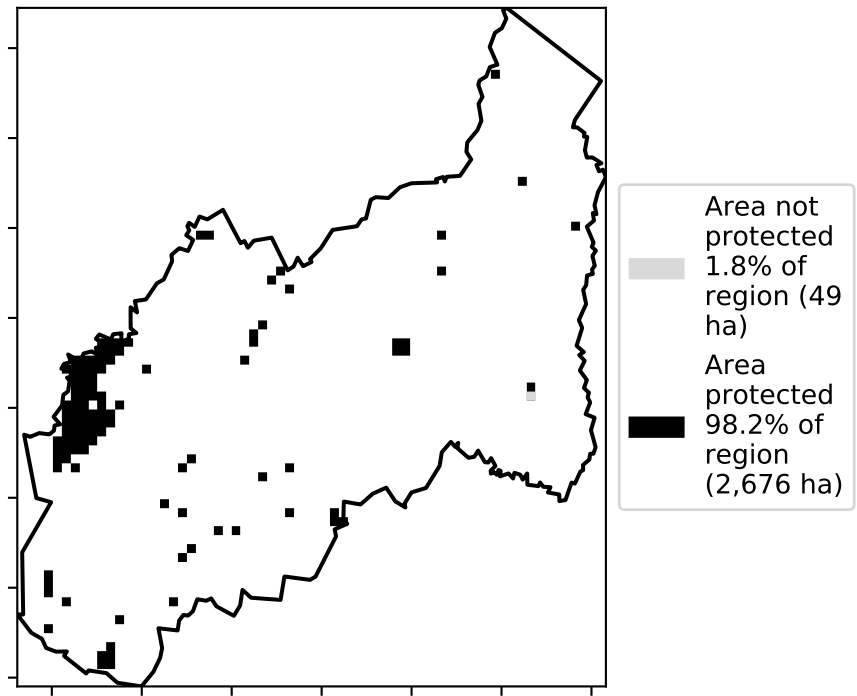 Area not
protected
1.8% of
region (49
ha)
Area
protected
98.2% of
region
(2,676 ha)